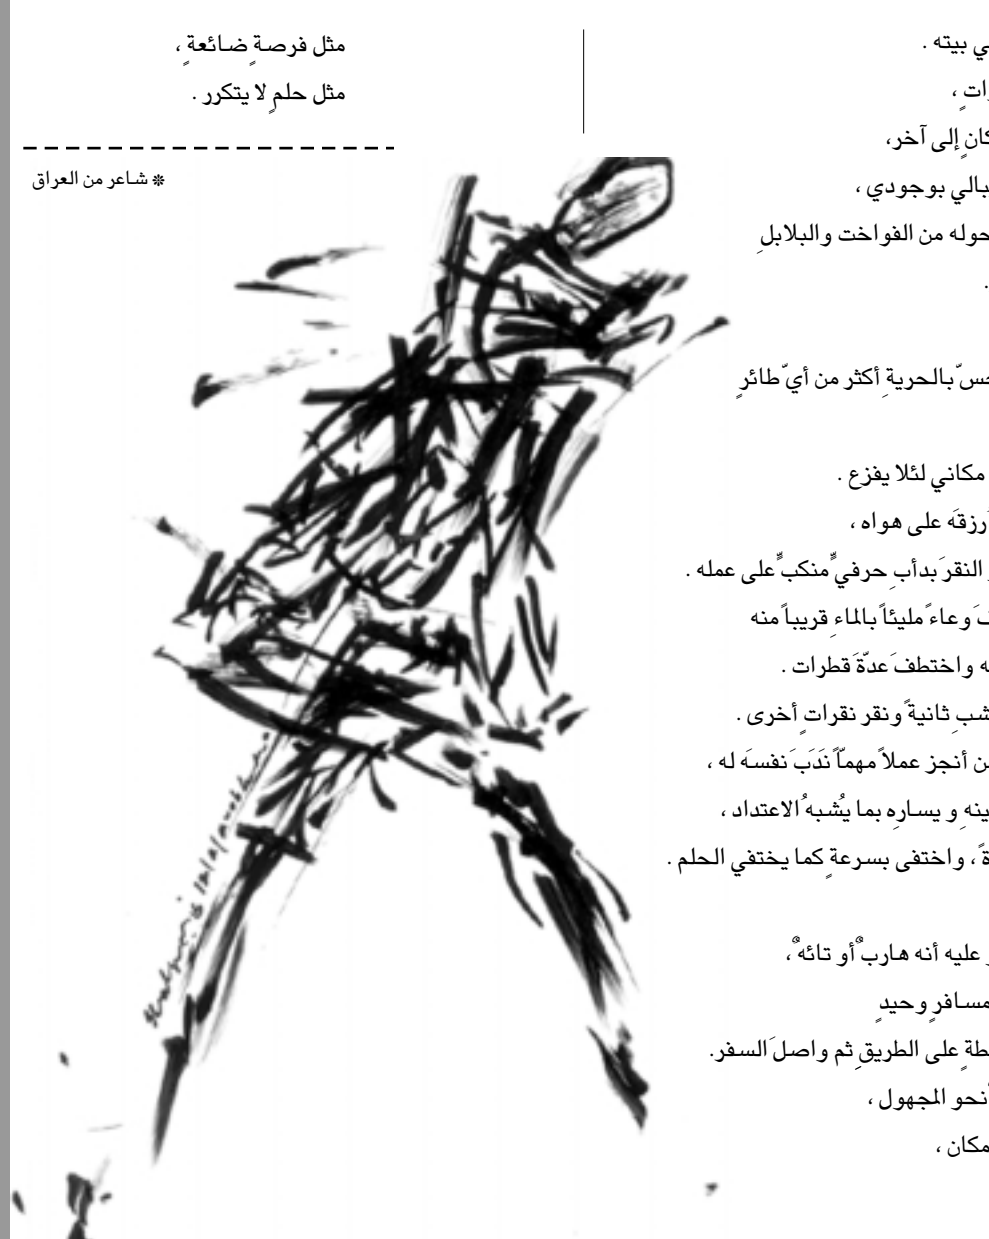 ي بيته .
اتٍ ،
كانٍ إلى آخر،
بالي بوجودي ،
حوله من الفواخت والبلابلِ
.
حسّ بالحريةِ أكثر من أيّ طائرٍ
مكاني لئلا يفزع .
رزقَه على هواه ،
النقرَ بدأبِ حرفيٍّ منكبٍّ على عمله .
وعاءً مليئاً بالماءِ قريباً منه
ه واختطفَ عدّةَ قطرات .
شبِ ثانيةً ونقر نقراتٍ أخرى .
ن أنجز عملاً مهمّاً نَدَبَ نفسَه له ،
ينهِ و يسارِه بما يُشبهُ الاعتداد ،
ةً ، واختفى بسرعةٍ كما يختفي الحلم .
عليه أنه هاربٌ أو تائهٌ ،
مسافرٍ وحيدٍ
طةٍ على الطريقِ ثم واصلَ السفر.
نحو المجهول ،
مكان ،
مثل فرصةٍ ضائعةٍ ،
مثل حلمٍ لا يتكرر .
❊ شاعر من العراق